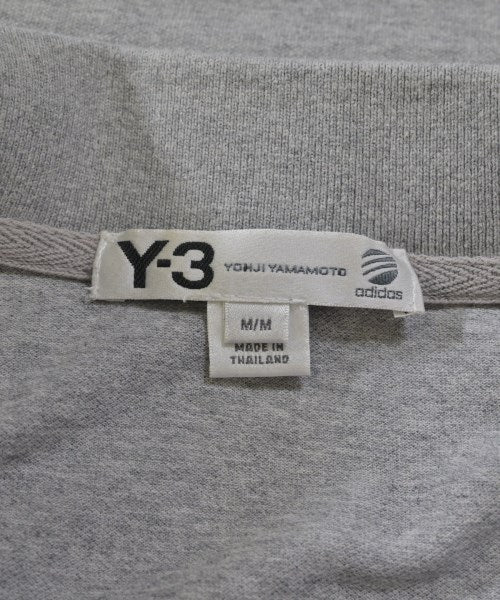 Y-3 YOHJI YAMAMOTO adidas
M/M
MADE IN
THAILAND